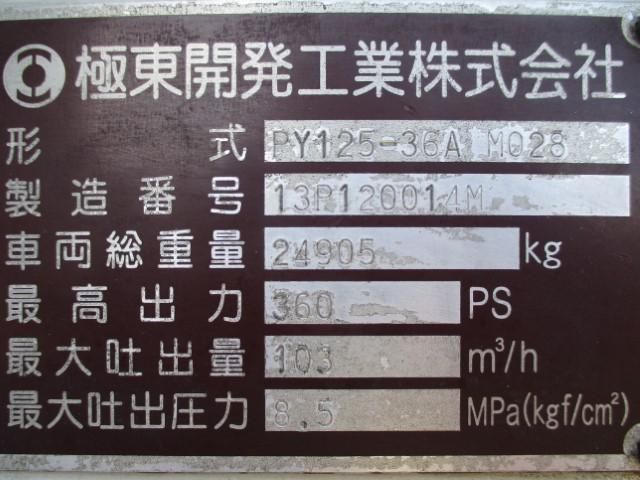 極東開発工業株式会社
形式 PY125-36A M028
製造番号 13P120014M
車両総重量 24905 kg
最高出力 360 PS
最大吐出量 103 m³/h
最大吐出圧力 8.5 MPa(kgf/cm²)